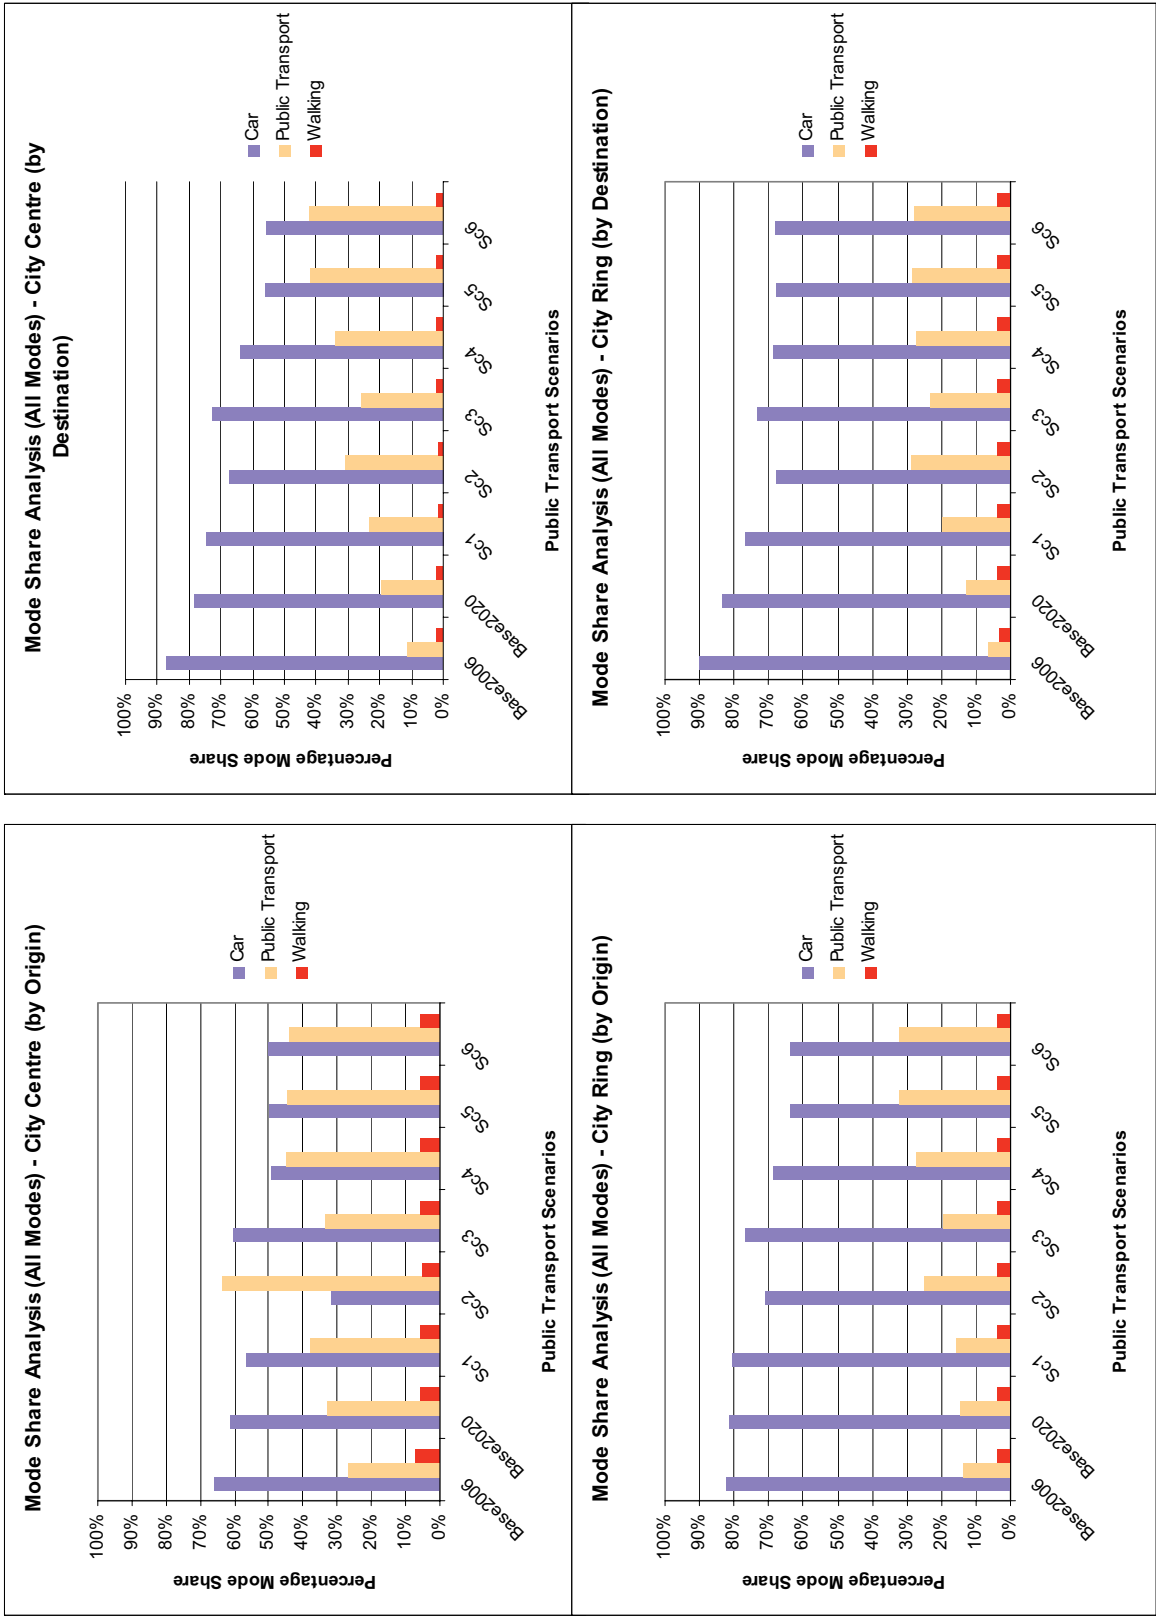 Mode Share Analysis (All Modes) - City Centre (by Origin)
100%
90%
80%
70%
60%
50%
40%
30%
20%
10%
0%
Percentage Mode Share
Base2006
Base2020
Sc1
Sc2
Sc3
Sc4
Sc5
Sc6
Public Transport Scenarios
Car
Public Transport
Walking
Mode Share Analysis (All Modes) - City Centre (by
Destination)
100%
90%
80%
70%
60%
50%
40%
30%
20%
10%
0%
Percentage Mode Share
Base2006
Base2020
Sc1
Sc2
Sc3
Sc4
Sc5
Sc6
Public Transport Scenarios
Car
Public Transport
Walking
Mode Share Analysis (All Modes) - City Ring (by Origin)
100%
90%
80%
70%
60%
50%
40%
30%
20%
10%
0%
Percentage Mode Share
Base2006
Base2020
Sc1
Sc2
Sc3
Sc4
Sc5
Sc6
Public Transport Scenarios
Car
Public Transport
Walking
Mode Share Analysis (All Modes) - City Ring (by Destination)
100%
90%
80%
70%
60%
50%
40%
30%
20%
10%
0%
Percentage Mode Share
Base2006
Base2020
Sc1
Sc2
Sc3
Sc4
Sc5
Sc6
Public Transport Scenarios
Car
Public Transport
Walking